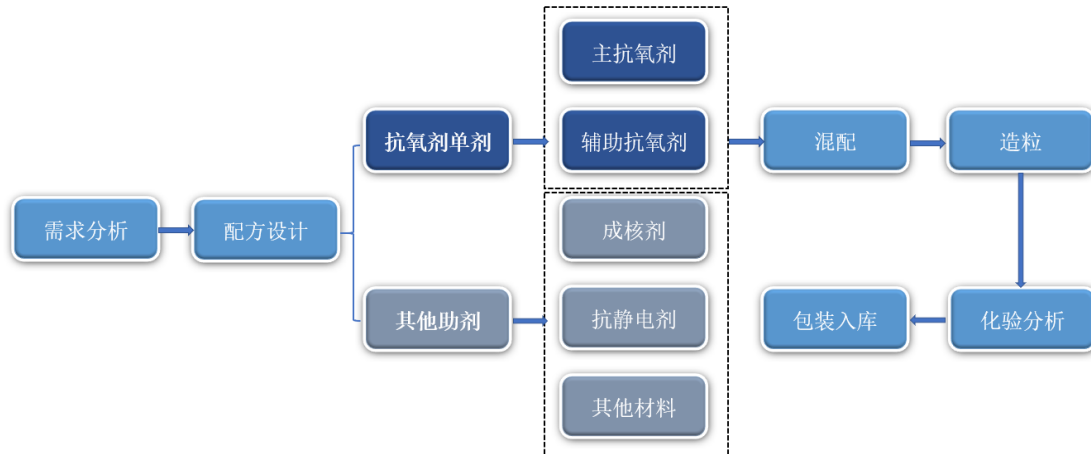 需求分析
配方设计
抗氧剂单剂
其他助剂
主抗氧剂
辅助抗氧剂
成核剂
抗静电剂
其他材料
混配
造粒
化验分析
包装入库